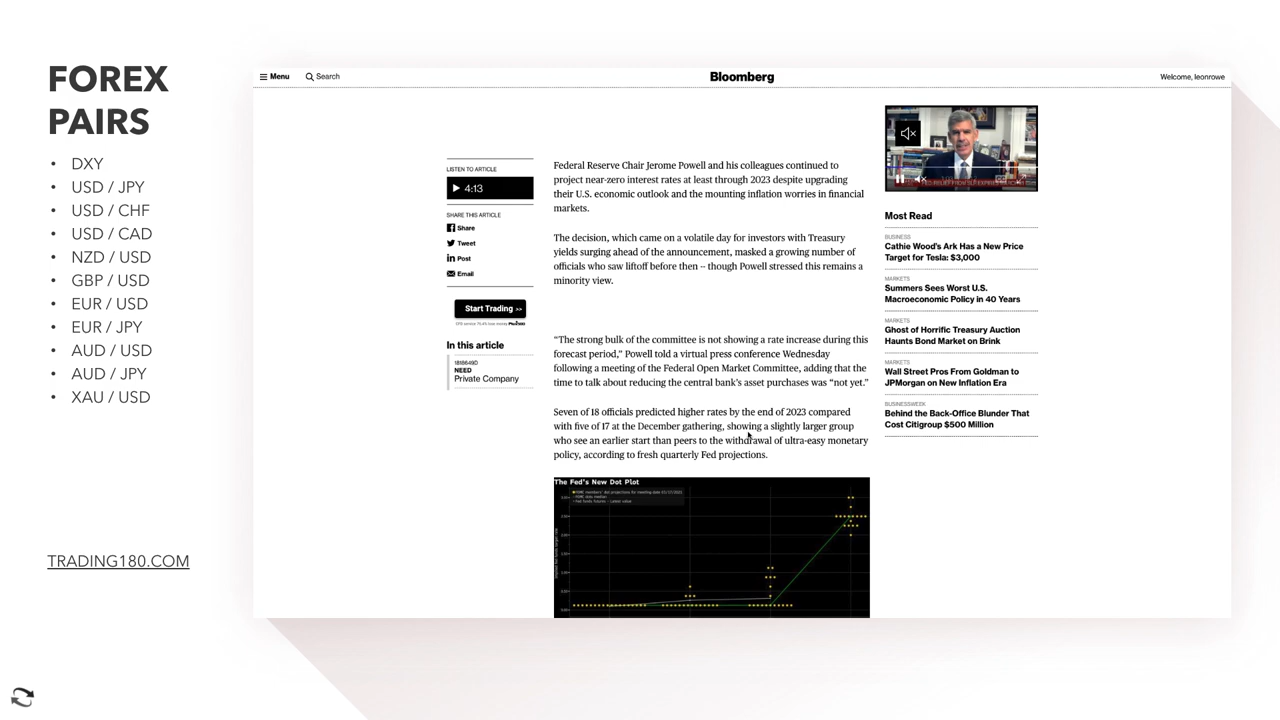 FOREX
PAIRS
• DXY
• USD / JPY
• USD / CHF
• USD / CAD
• NZD / USD
• GBP / USD
• EUR / USD
• EUR / JPY
• AUD / USD
• AUD / JPY
• XAU / USD
TRADING180.COM
Menu
Search
Bloomberg
Welcome, leonrowe
LISTEN TO ARTICLE
4:13
SHARE THIS ARTICLE
Share
Tweet
Post
Email
Start Trading >>
In this article
1818649D
NEED
Private Company
Federal Reserve Chair Jerome Powell and his colleagues continued to
project near-zero interest rates at least through 2023 despite upgrading
their U.S. economic outlook and the mounting inflation worries in financial
markets.
The decision, which came on a volatile day for investors with Treasury
yields surging ahead of the announcement, masked a growing number of
officials who saw liftoff before then -- though Powell stressed this remains a
minority view.
“The strong bulk of the committee is not showing a rate increase during this
forecast period,” Powell told a virtual press conference Wednesday
following a meeting of the Federal Open Market Committee, adding that the
time to talk about reducing the central bank’s asset purchases was “not yet.”
Seven of 18 officials predicted higher rates by the end of 2023 compared
with five of 17 at the December gathering, showing a slightly larger group
who see an earlier start than peers to the withdrawal of ultra-easy monetary
policy, according to fresh quarterly Fed projections.
The Fed's New Dot Plot
Most Read
BUSINESS
Cathie Wood’s Ark Has a New Price
Target for Tesla: $3,000
MARKETS
Summers Sees Worst U.S.
Macroeconomic Policy in 40 Years
MARKETS
Ghost of Horrific Treasury Auction
Haunts Bond Market on Brink
MARKETS
Wall Street Pros From Goldman to
JPMorgan on New Inflation Era
BUSINESSWEEK
Behind the Back-Office Blunder That
Cost Citigroup $500 Million